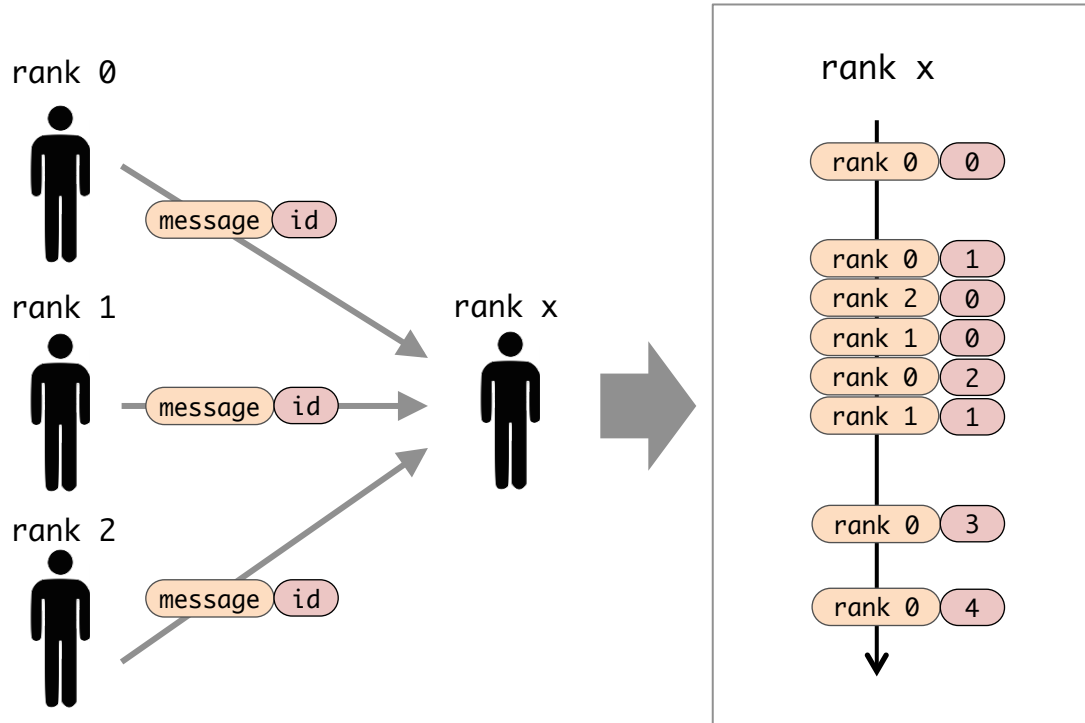 rank 0
message id
rank 1
message id
rank 2
message id
rank x
rank x
rank 0 0
rank 0 1
rank 2 0
rank 1 0
rank 0 2
rank 1 1
rank 0 3
rank 0 4